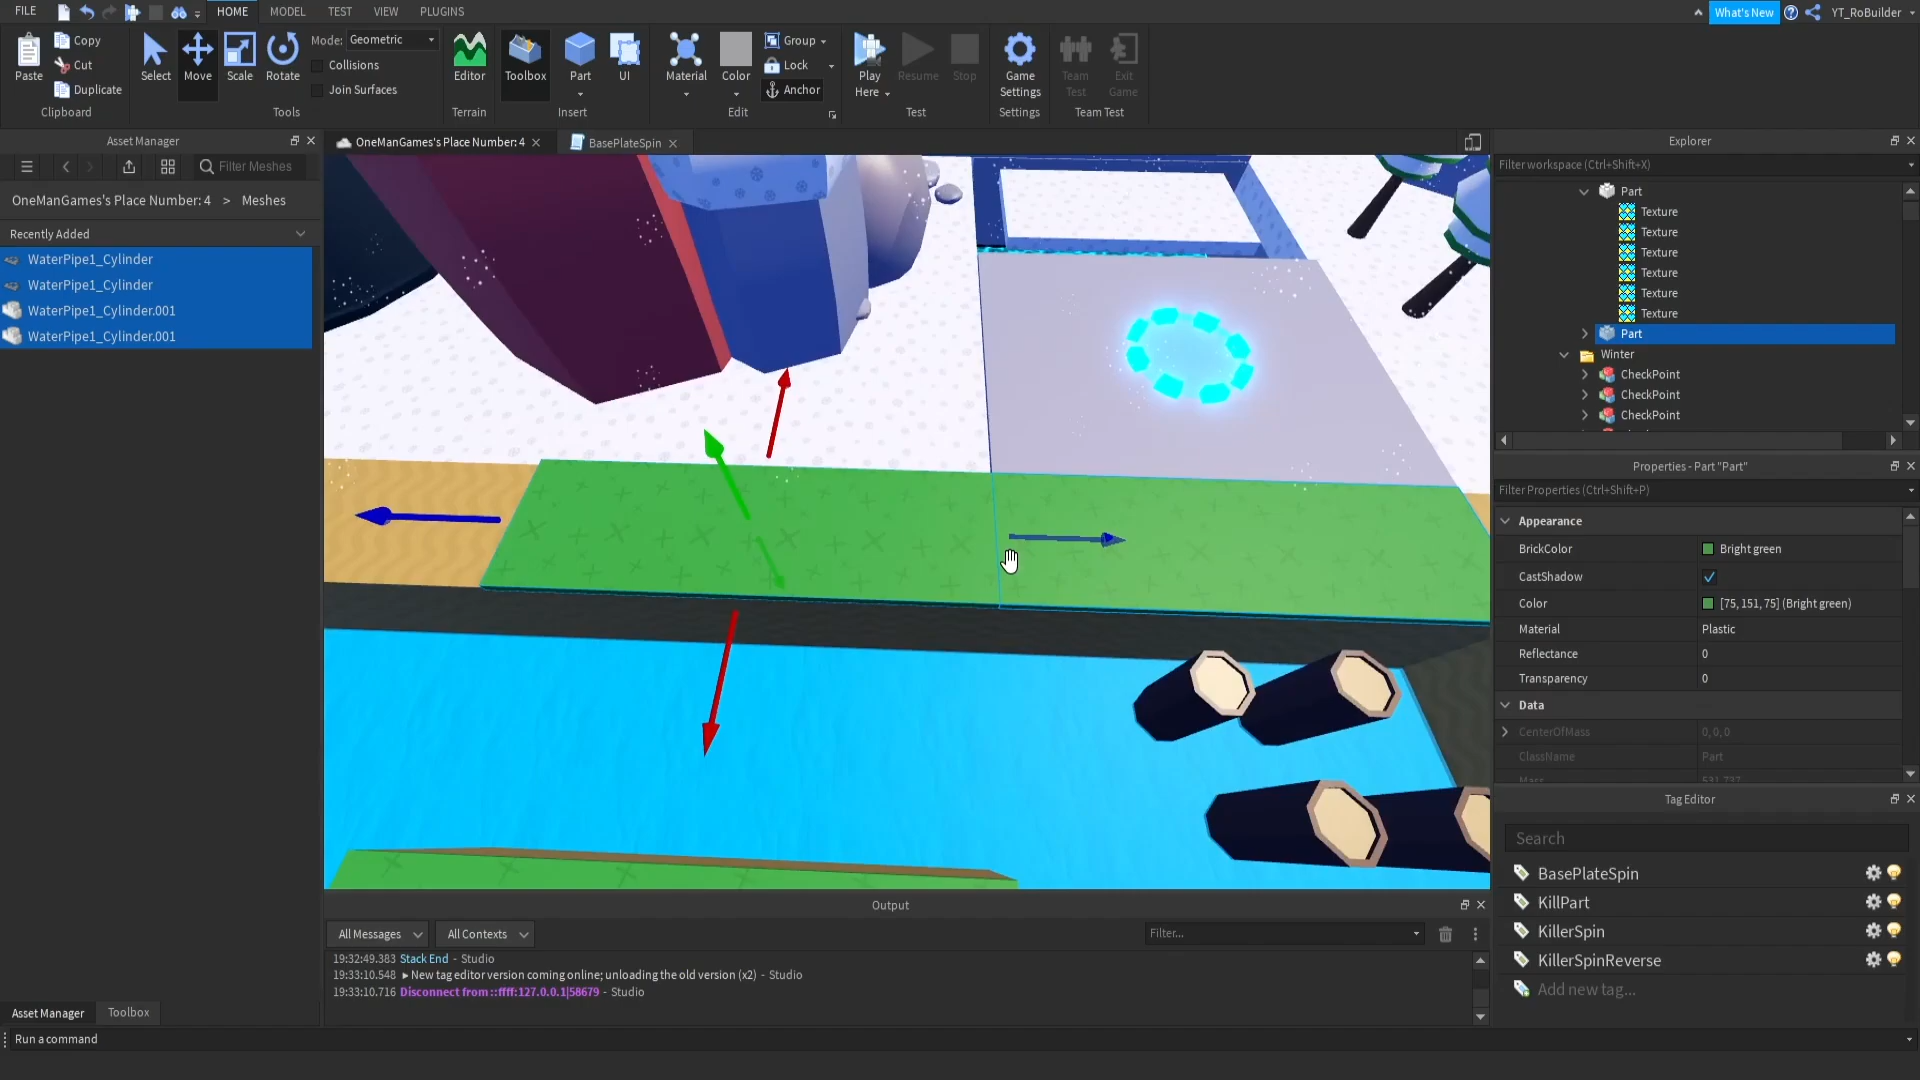 FILE
HOME
MODEL
TEST
VIEW
PLUGINS
What's New
YT_RoBuilder
Paste
Copy
Cut
Duplicate
Clipboard
Select
Move
Scale
Rotate
Mode: Geometric
Collisions
Join Surfaces
Tools
Editor
Terrain
Toolbox
Part
UI
Insert
Material
Color
Group
Lock
Anchor
Edit
Play
Here
Resume
Stop
Test
Game
Settings
Settings
Team
Test
Exit
Game
Team Test
Asset Manager
Filter Meshes
OneManGames's Place Number: 4 > Meshes
Recently Added
WaterPipe1_Cylinder
WaterPipe1_Cylinder
WaterPipe1_Cylinder.001
WaterPipe1_Cylinder.001
Asset Manager
Toolbox
OneManGames's Place Number: 4
BasePlateSpin
Output
All Messages
All Contexts
Filter...
19:32:49.383 Stack End - Studio
19:33:10.548 New tag editor version coming online; unloading the old version (x2) - Studio
19:33:10.716 Disconnect from ::ffff:127.0.0.1|58679 - Studio
Run a command
Explorer
Filter workspace (Ctrl+Shift+X)
Part
Texture
Texture
Texture
Texture
Texture
Texture
Part
Winter
CheckPoint
CheckPoint
CheckPoint
Properties - Part "Part"
Filter Properties (Ctrl+Shift+P)
Appearance
BrickColor Bright green
CastShadow
Color [75, 151, 75] (Bright green)
Material Plastic
Reflectance 0
Transparency 0
Data
CenterOfMass 0, 0, 0
ClassName Part
Mass 531.737
Tag Editor
Search
BasePlateSpin
KillPart
KillerSpin
KillerSpinReverse
Add new tag...